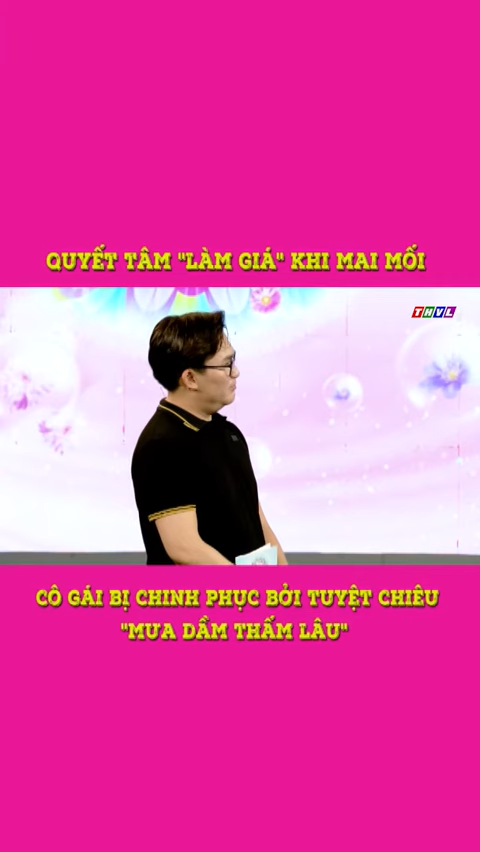 QUYẾT TÂM "LÀM GIÁ" KHI MAI MỐI
THVL
CÔ GÁI BỊ CHINH PHỤC BỞI TUYỆT CHIÊU
"MƯA DẦM THẤM LÂU"